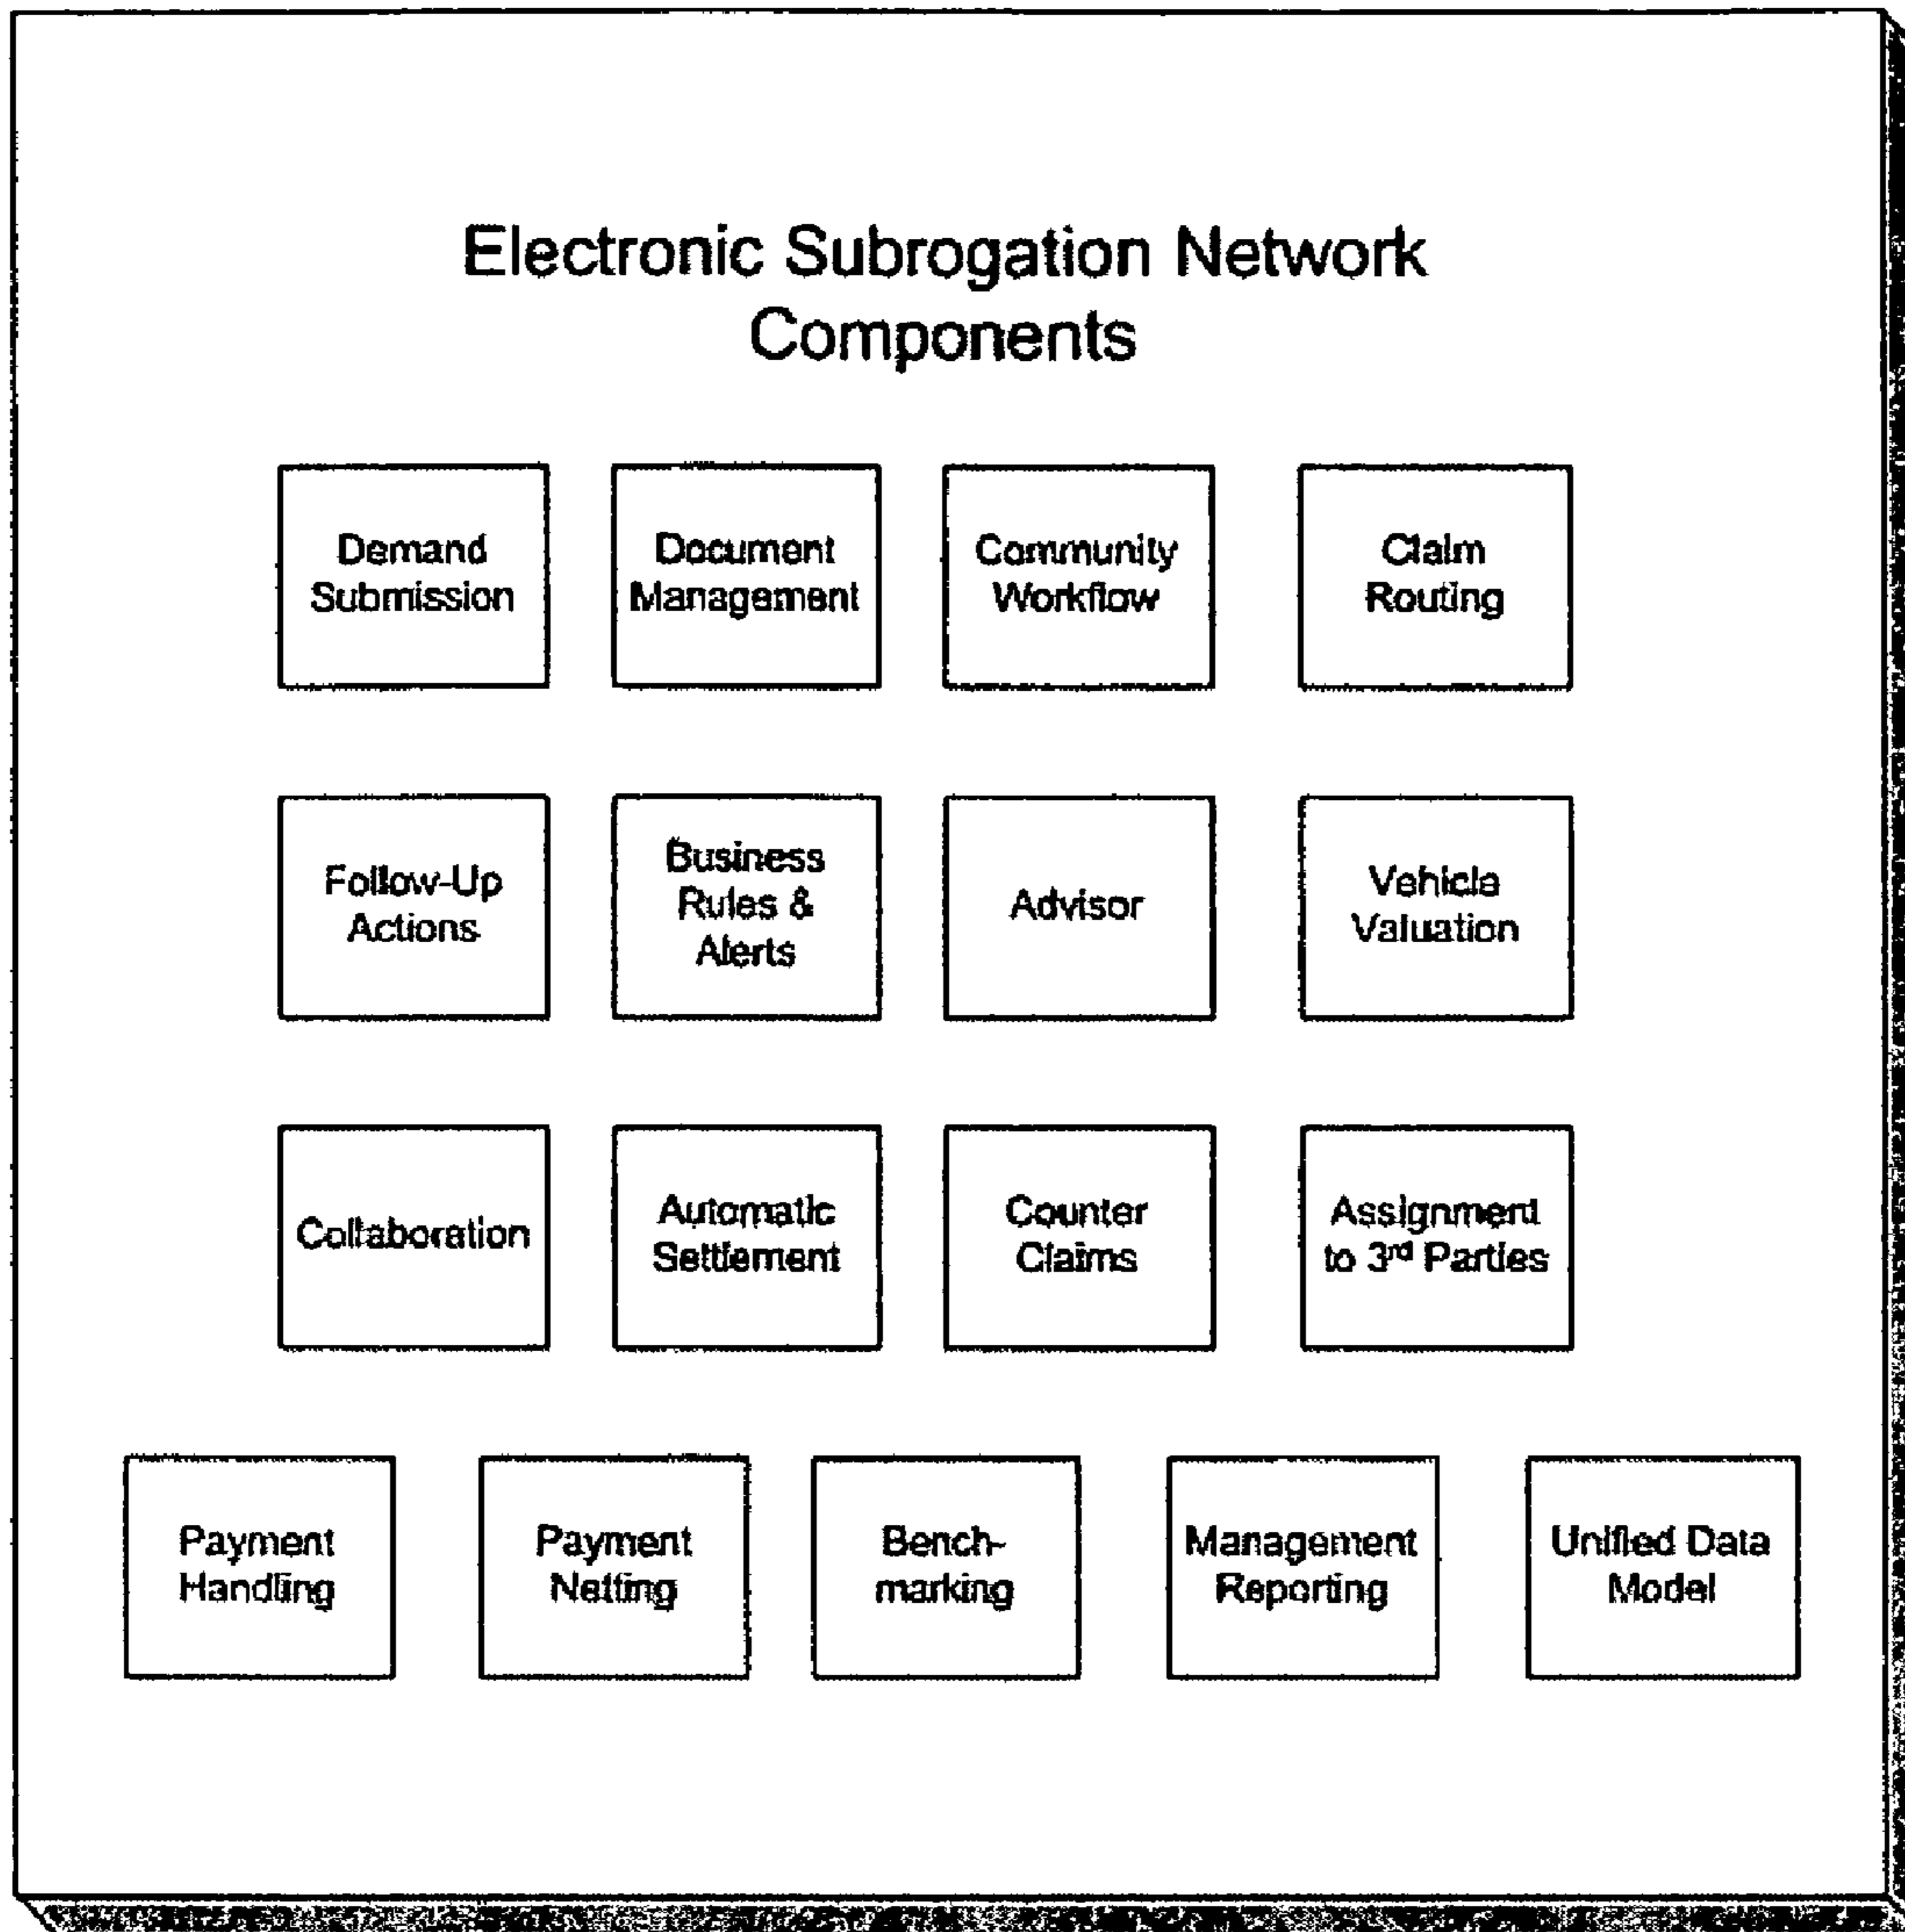 Electronic Subrogation Network
Components
Demand
Submission
Document
Management
Community
Workflow
Claim
Routing
Follow-Up
Actions
Business
Rules &
Alerts
Advisor
Vehicle
Valuation
Collaboration
Automatic
Settlement
Counter
Claims
Assignment
to 3rd Parties
Payment
Handling
Payment
Netting
Bench-
marking
Management
Reporting
Unified Data
Model